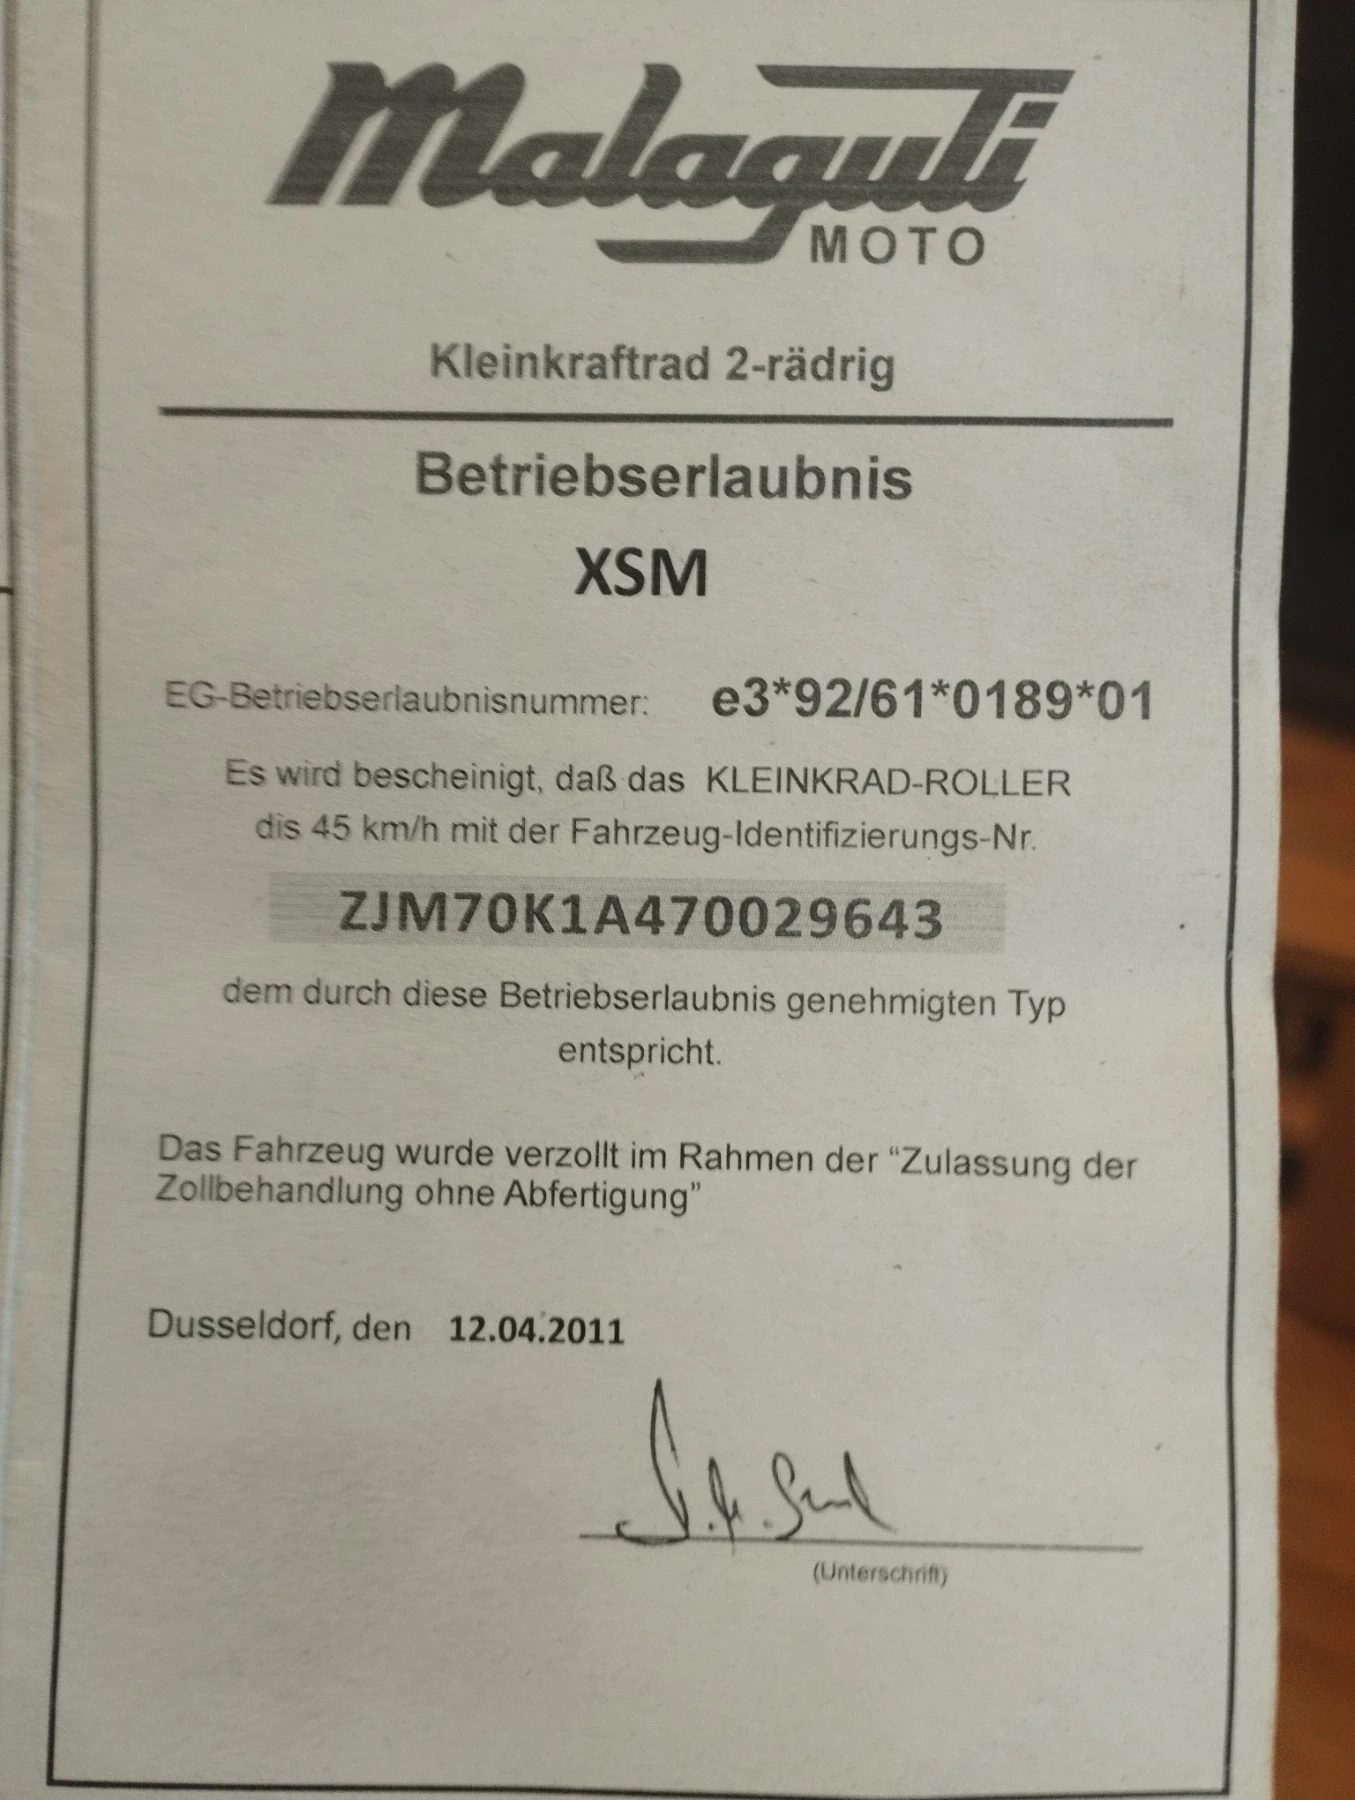 Malaguti
MOTO
Kleinkraftrad 2-rädrig
Betriebserlaubnis
XSM
EG-Betriebserlaubnisnummer: e3*92/61*0189*01
Es wird bescheinigt, daß das KLEINKRAD-ROLLER
dis 45 km/h mit der Fahrzeug-Identifizierungs-Nr.
ZJM70K1A470029643
dem durch diese Betriebserlaubnis genehmigten Typ
entspricht.
Das Fahrzeug wurde verzollt im Rahmen der “Zulassung der
Zollbehandlung ohne Abfertigung”
Dusseldorf, den 12.04.2011
(Unterschrift)